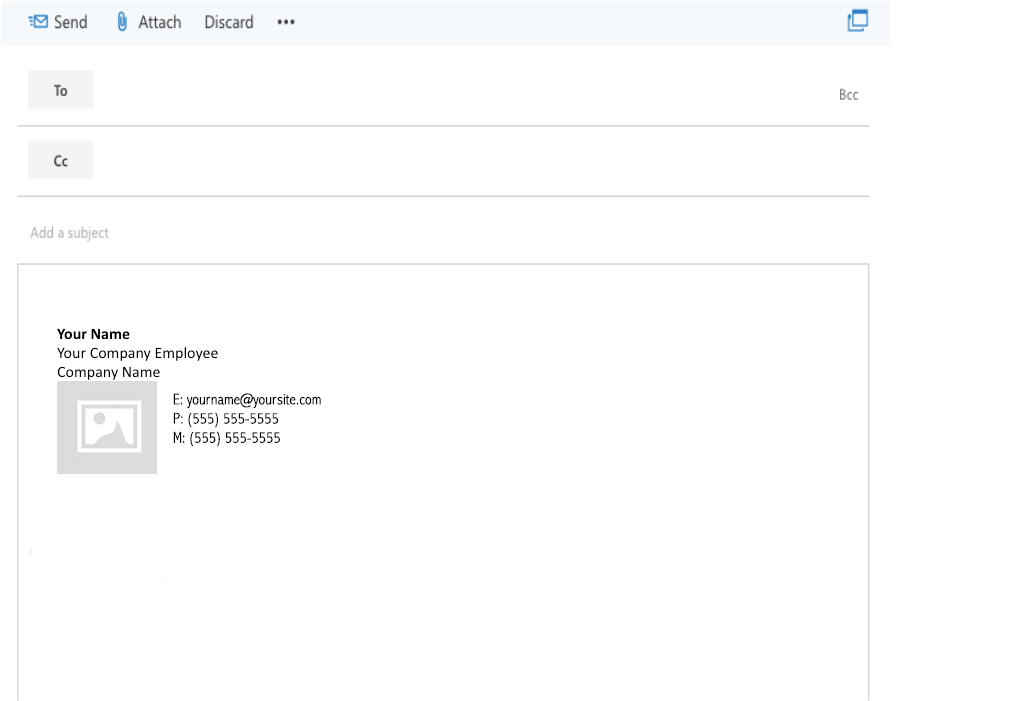 Send Attach Discard •••
To Bcc
Cc
Add a subject
Your Name
Your Company Employee
Company Name
E: yourname@yoursite.com
P: (555) 555-5555
M: (555) 555-5555